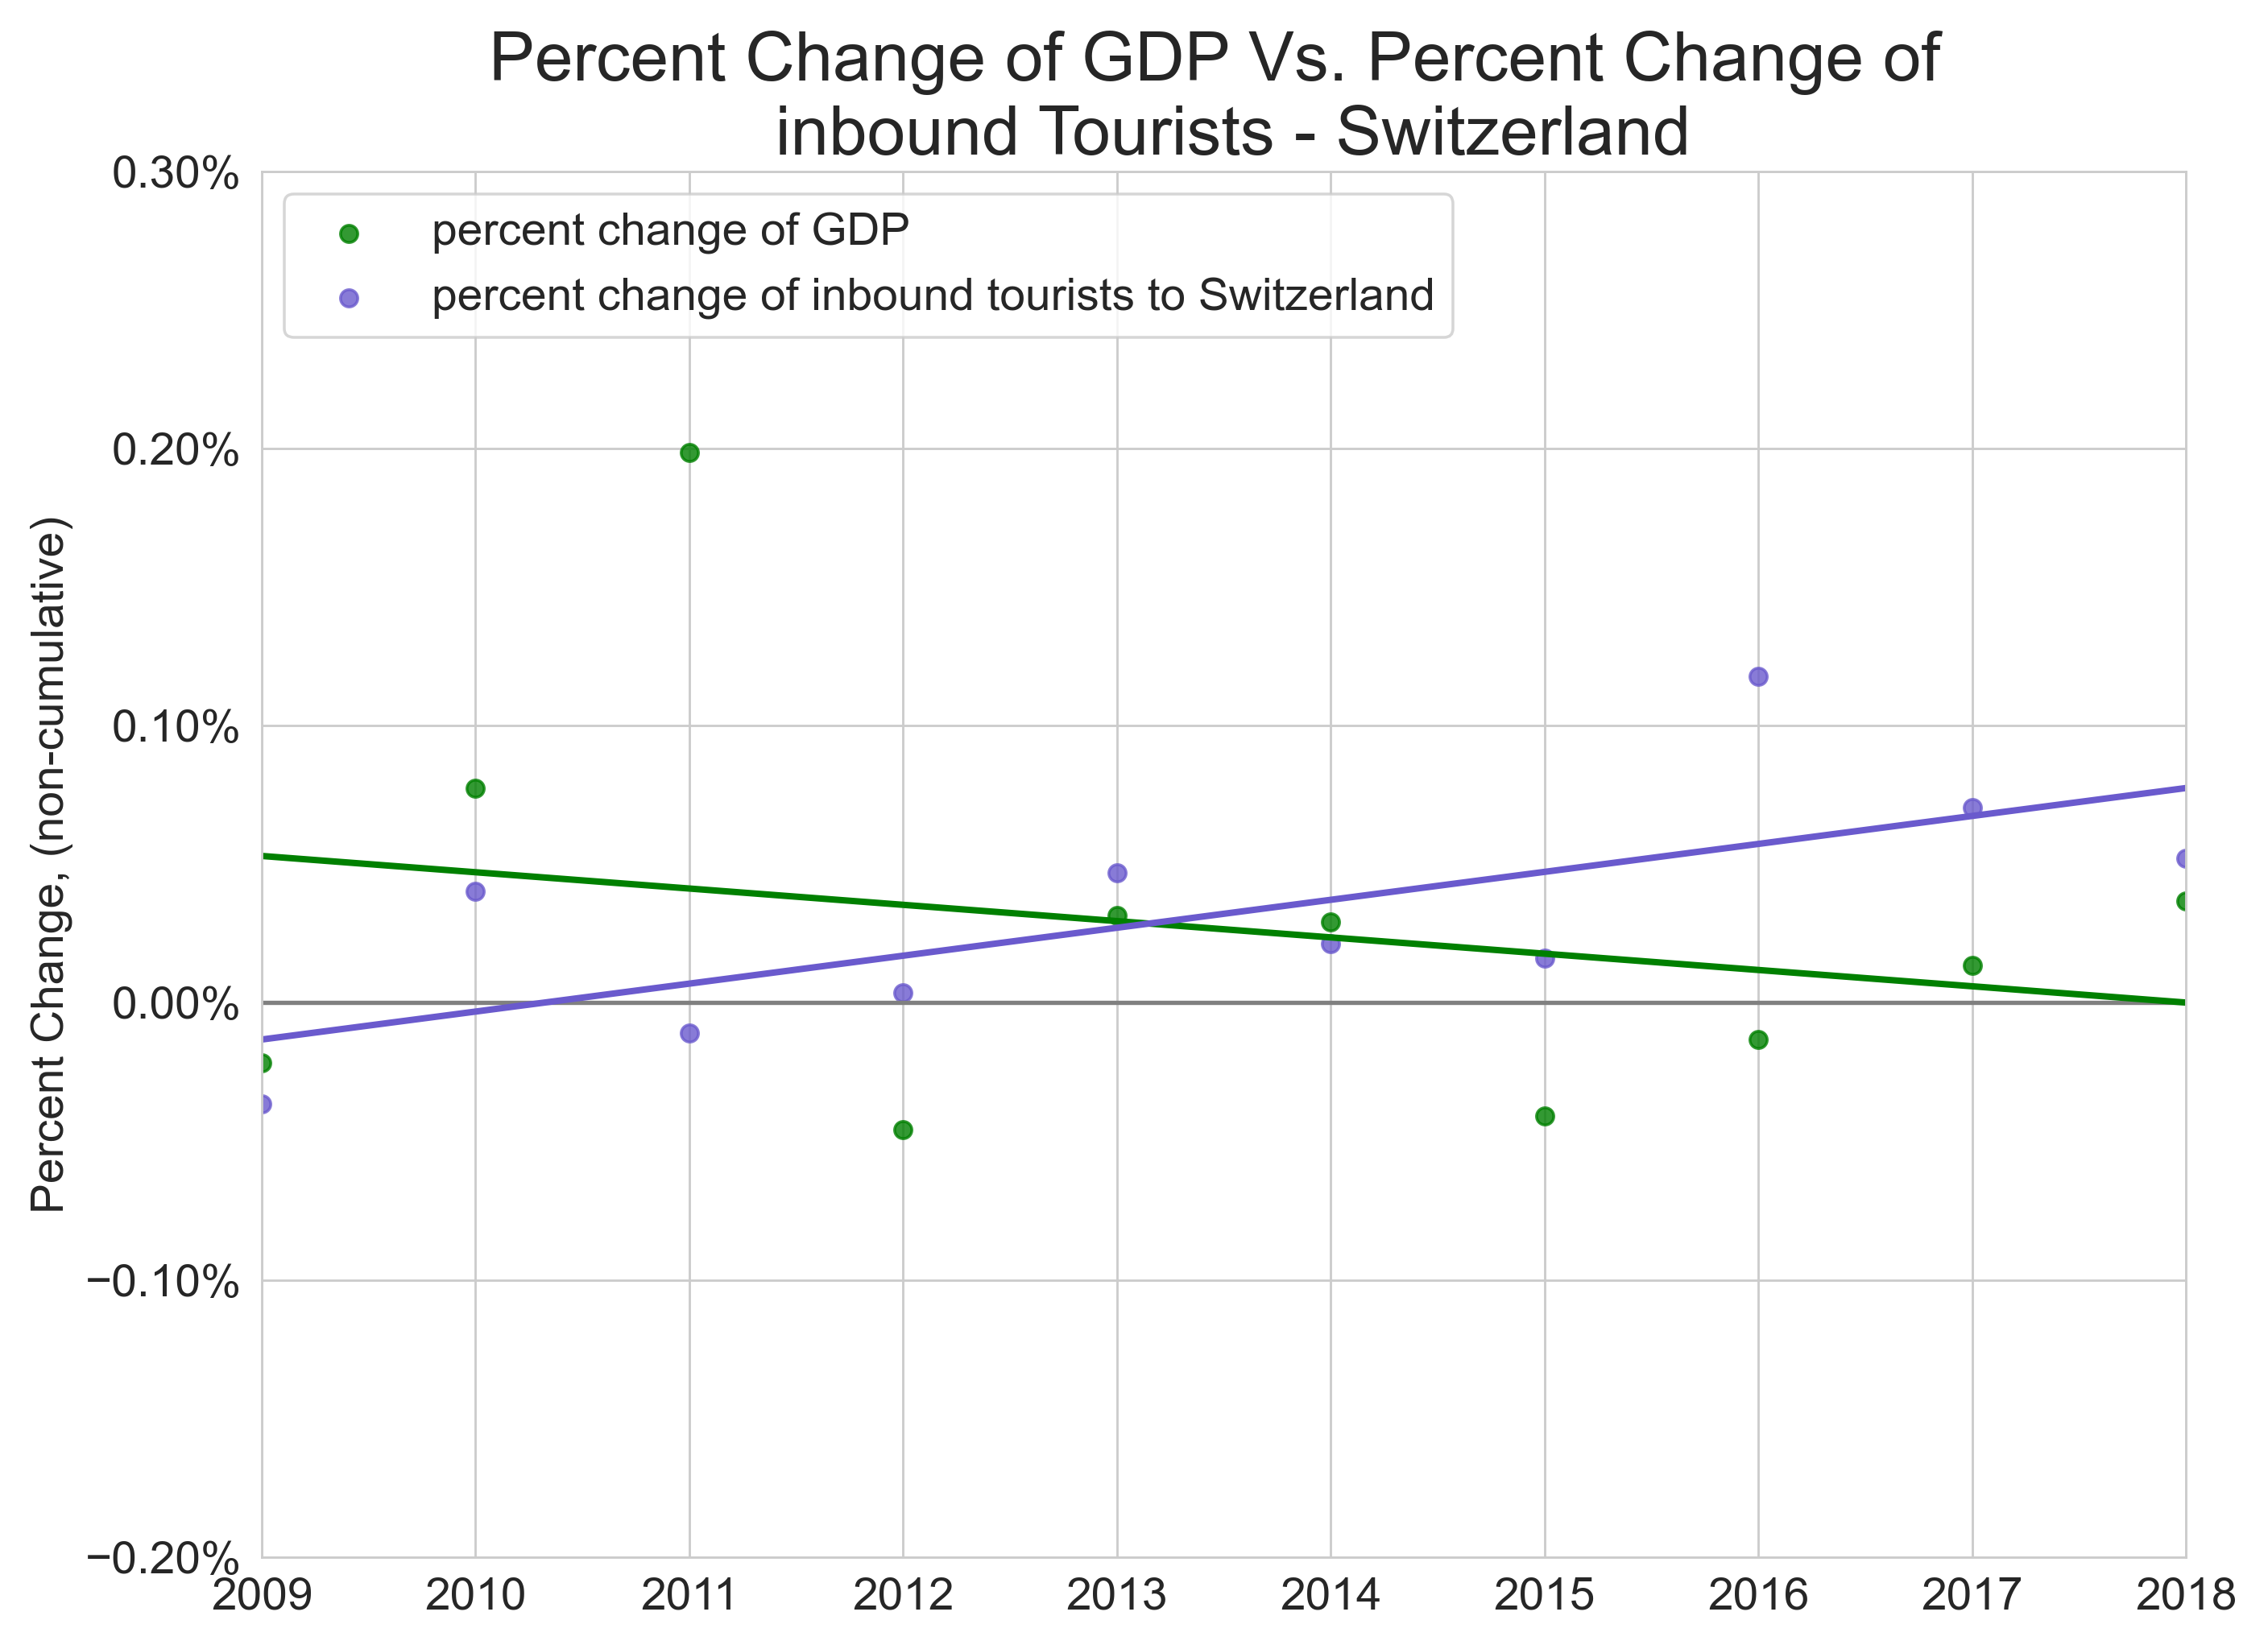 Percent Change of GDP Vs. Percent Change of
inbound Tourists - Switzerland
percent change of GDP
percent change of inbound tourists to Switzerland
Percent Change, (non-cumulative)
0.30%
0.20%
0.10%
0.00%
−0.10%
−0.20%
2009 2010 2011 2012 2013 2014 2015 2016 2017 2018